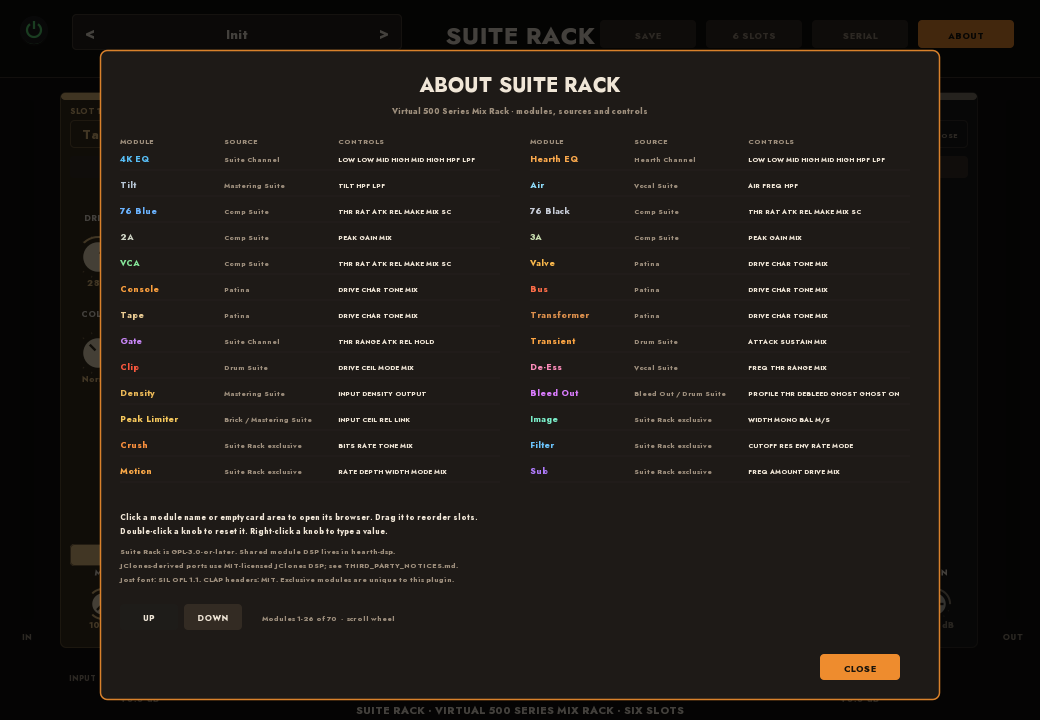 < Init >
SUITE RACK
SAVE
6 SLOTS
SERIAL
ABOUT
ABOUT SUITE RACK
Virtual 500 Series Mix Rack · modules, sources and controls
MODULE SOURCE CONTROLS MODULE SOURCE CONTROLS
4K EQ Suite Channel LOW LOW MID HIGH MID HIGH HPF LPF Hearth EQ Hearth Channel LOW LOW MID HIGH MID HIGH HPF LPF
Tilt Mastering Suite TILT HPF LPF Air Vocal Suite AIR FREQ HPF
76 Blue Comp Suite THR RAT ATK REL MAKE MIX SC 76 Black Comp Suite THR RAT ATK REL MAKE MIX SC
2A Comp Suite PEAK GAIN MIX 3A Comp Suite PEAK GAIN MIX
VCA Comp Suite THR RAT ATK REL MAKE MIX SC Valve Patina DRIVE CHAR TONE MIX
Console Patina DRIVE CHAR TONE MIX Bus Patina DRIVE CHAR TONE MIX
Tape Patina DRIVE CHAR TONE MIX Transformer Patina DRIVE CHAR TONE MIX
Gate Suite Channel THR RANGE ATK REL HOLD Transient Drum Suite ATTACK SUSTAIN MIX
Clip Drum Suite DRIVE CEIL MODE MIX De-Ess Vocal Suite FREQ THR RANGE MIX
Density Mastering Suite INPUT DENSITY OUTPUT Bleed Out Bleed Out / Drum Suite PROFILE THR DEBLEED GHOST GHOST ON
Peak Limiter Brick / Mastering Suite INPUT CEIL REL LINK Image Suite Rack exclusive WIDTH MONO BAL M/S
Crush Suite Rack exclusive BITS RATE TONE MIX Filter Suite Rack exclusive CUTOFF RES ENV RATE MODE
Motion Suite Rack exclusive RATE DEPTH WIDTH MODE MIX Sub Suite Rack exclusive FREQ AMOUNT DRIVE MIX
Click a module name or empty card area to open its browser. Drag it to reorder slots.
Double-click a knob to reset it. Right-click a knob to type a value.
Suite Rack is GPL-3.0-or-later. Shared module DSP lives in hearth-dsp.
JClones-derived ports use MIT-licensed JClones DSP; see THIRD_PARTY_NOTICES.md.
Jost font: SIL OFL 1.1. CLAP headers: MIT. Exclusive modules are unique to this plugin.
UP DOWN Modules 1-26 of 70 · scroll wheel
IN
OUT
CLOSE
INPUT
SUITE RACK · VIRTUAL 500 SERIES MIX RACK · SIX SLOTS